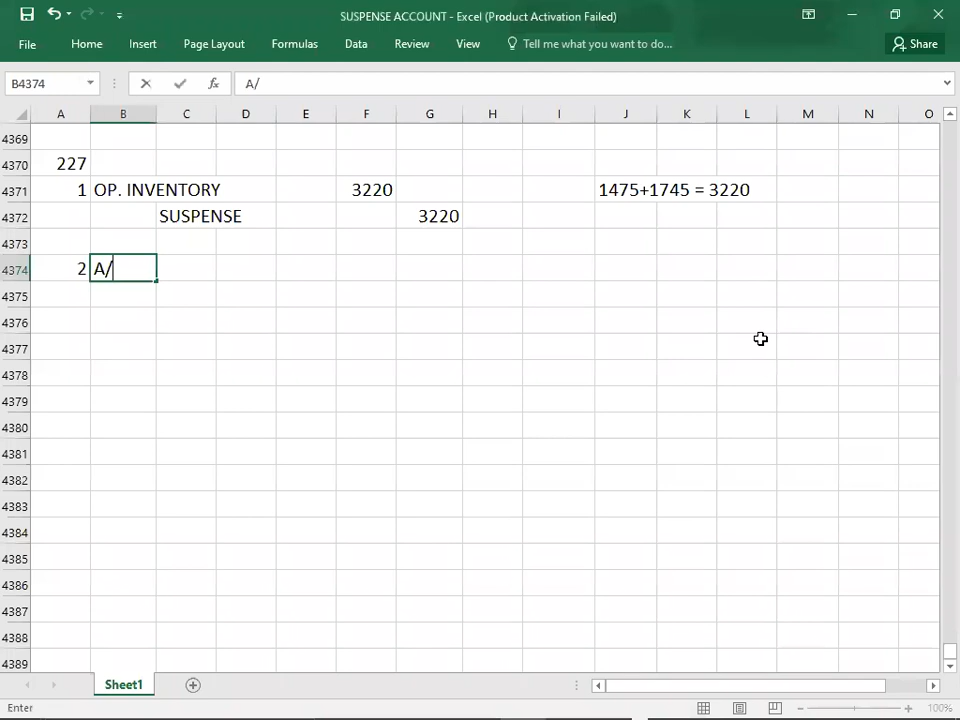 SUSPENSE ACCOUNT - Excel (Product Activation Failed)
File Home Insert Page Layout Formulas Data Review View Tell me what you want to do... Share
B4374 fx A/
A B C D E F G H I J K L M N O
4369
4370 227
4371 1 OP. INVENTORY 3220 1475+1745 = 3220
4372 SUSPENSE 3220
4373
4374 2 A/
4375
4376
4377
4378
4379
4380
4381
4382
4383
4384
4385
4386
4387
4388
4389
Sheet1
Enter 100%